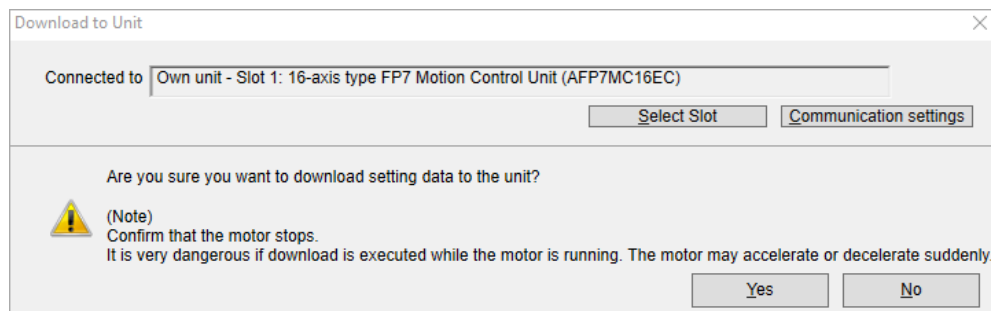 Download to Unit
Connected to Own unit - Slot 1: 16-axis type FP7 Motion Control Unit (AFP7MC16EC)
Select Slot Communication settings
Are you sure you want to download setting data to the unit?
(Note)
Confirm that the motor stops.
It is very dangerous if download is executed while the motor is running. The motor may accelerate or decelerate suddenly.
Yes No